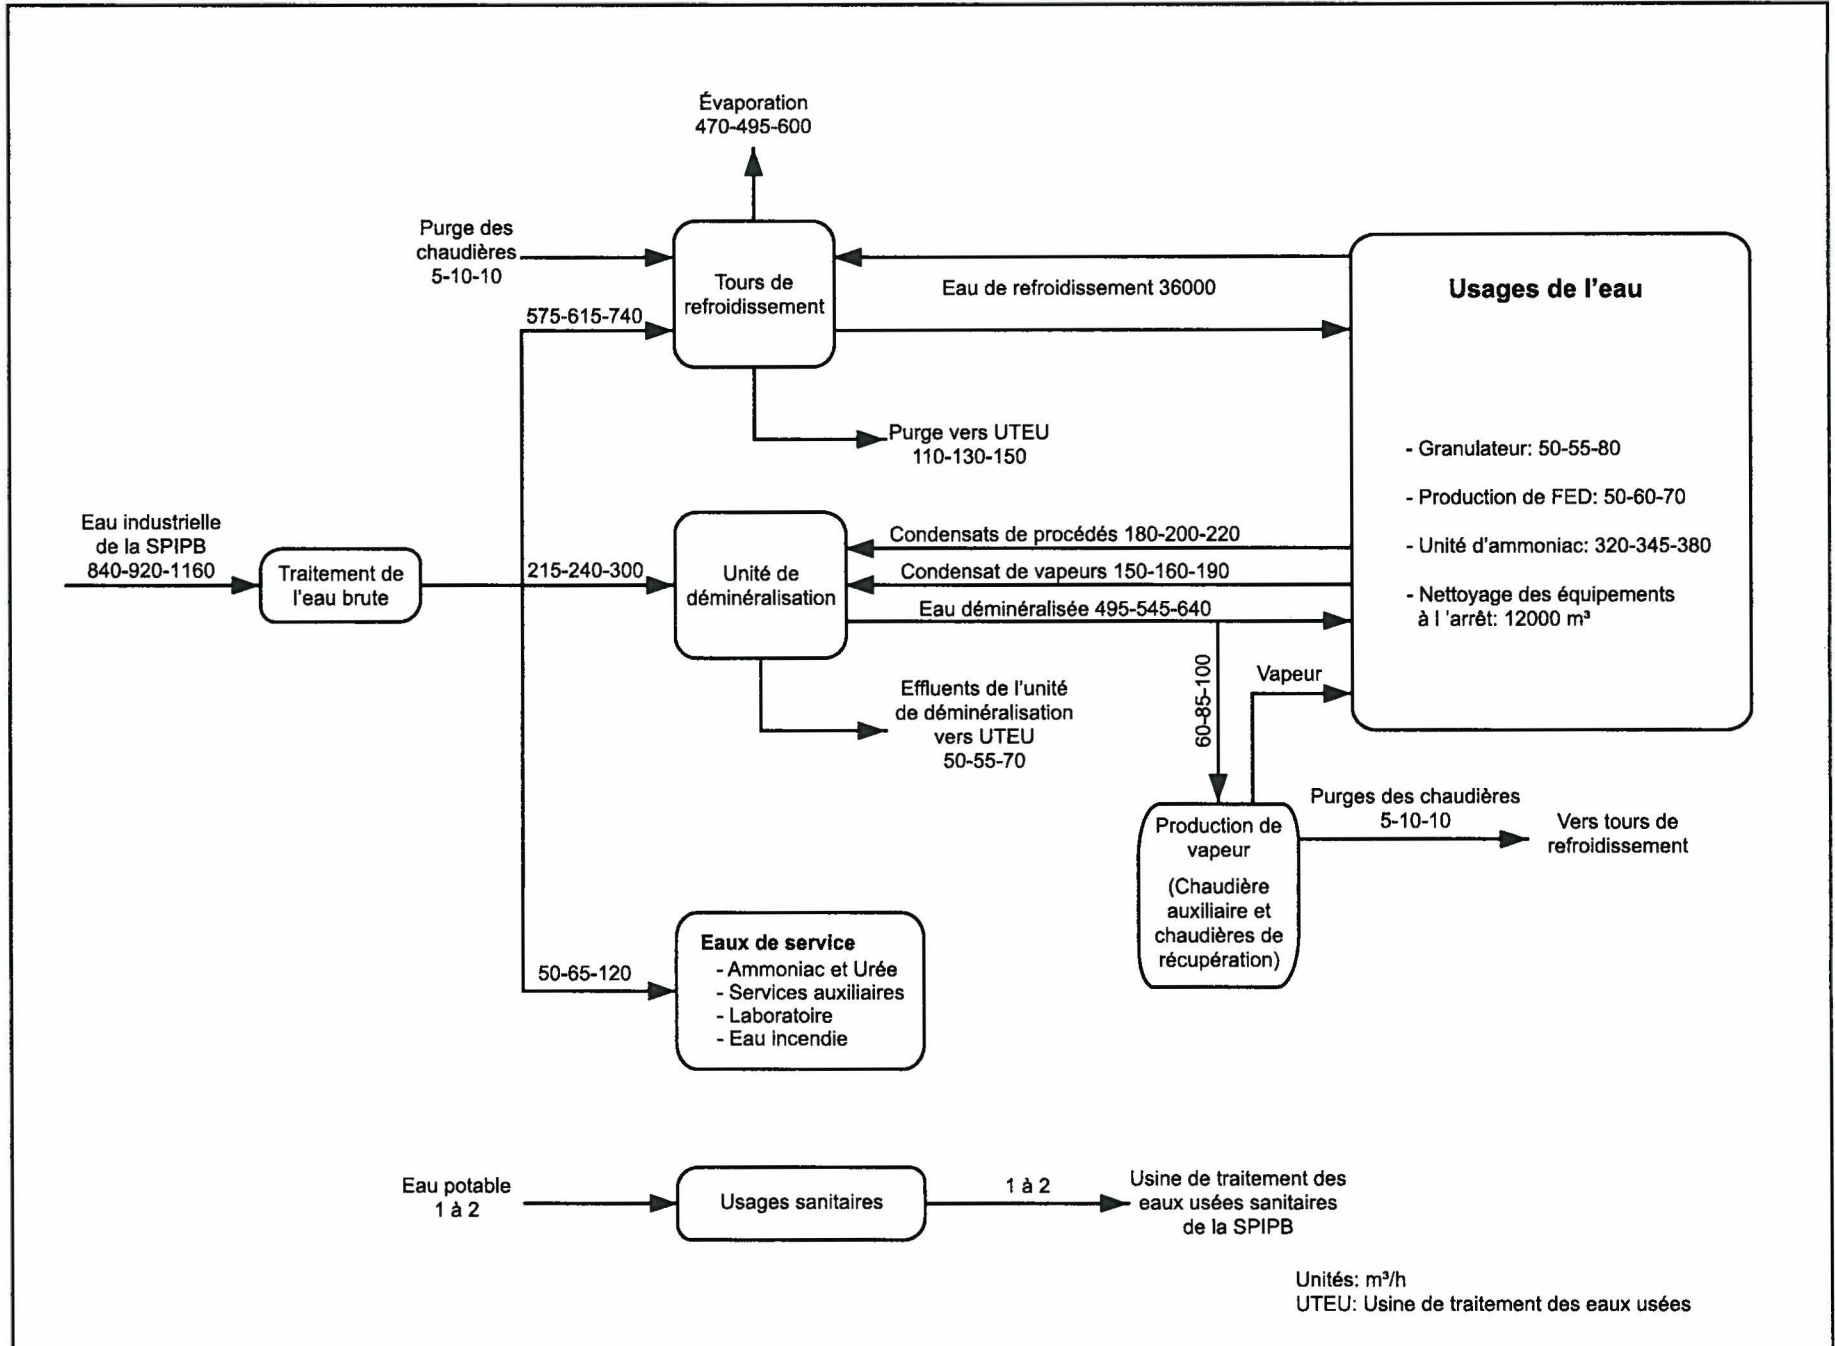 Évaporation
470-495-600
Purge des
chaudières
5-10-10
Tours de
refroidissement
575-615-740
Eau de refroidissement 36000
Purge vers UTEU
110-130-150
Usages de l'eau
- Granulateur: 50-55-80
- Production de FED: 50-60-70
- Unité d'ammoniac: 320-345-380
- Nettoyage des équipements
à l 'arrêt: 12000 m³
Eau industrielle
de la SPIPB
840-920-1160
Traitement de
l'eau brute
215-240-300
Unité de
déminéralisation
Condensats de procédés 180-200-220
Condensat de vapeurs 150-160-190
Eau déminéralisée 495-545-640
Effluents de l'unité
de déminéralisation
vers UTEU
50-55-70
60-85-100
Vapeur
Production de
vapeur
(Chaudière
auxiliaire et
chaudières de
récupération)
Purges des chaudières
5-10-10
Vers tours de
refroidissement
50-65-120
Eaux de service
- Ammoniac et Urée
- Services auxiliaires
- Laboratoire
- Eau incendie
Eau potable
1 à 2
Usages sanitaires
1 à 2
Usine de traitement des
eaux usées sanitaires
de la SPIPB
Unités: m³/h
UTEU: Usine de traitement des eaux usées